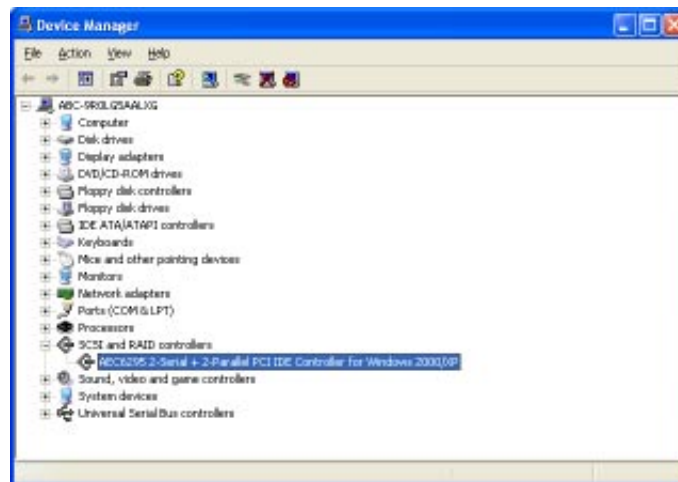 Device Manager
File Action View Help
ABC-9R0LG5AALXG
Computer
Disk drives
Display adapters
DVD/CD-ROM drives
Floppy disk controllers
Floppy disk drives
IDE ATA/ATAPI controllers
Keyboards
Mice and other pointing devices
Monitors
Network adapters
Ports (COM & LPT)
Processors
SCSI and RAID controllers
AEC6295 2-Serial + 2-Parallel PCI IDE Controller for Windows 2000/XP
Sound, video and game controllers
System devices
Universal Serial Bus controllers